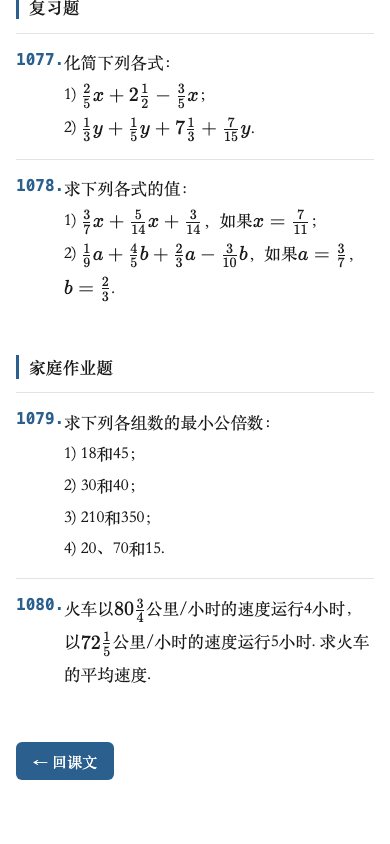 复习题
1077. 化简下列各式：
1) 2/5x + 2 1/2 − 3/5x；
2) 1/3y + 1/5y + 7 1/3 + 7/15y.
1078. 求下列各式的值：
1) 3/7x + 5/14x + 3/14，如果x = 7/11；
2) 1/9a + 4/5b + 2/3a − 3/10b，如果a = 3/7，
b = 2/3.
家庭作业题
1079. 求下列各组数的最小公倍数：
1) 18和45；
2) 30和40；
3) 210和350；
4) 20、70和15.
1080. 火车以80 3/4公里/小时的速度运行4小时，
以72 1/5公里/小时的速度运行5小时. 求火车
的平均速度.
← 回课文